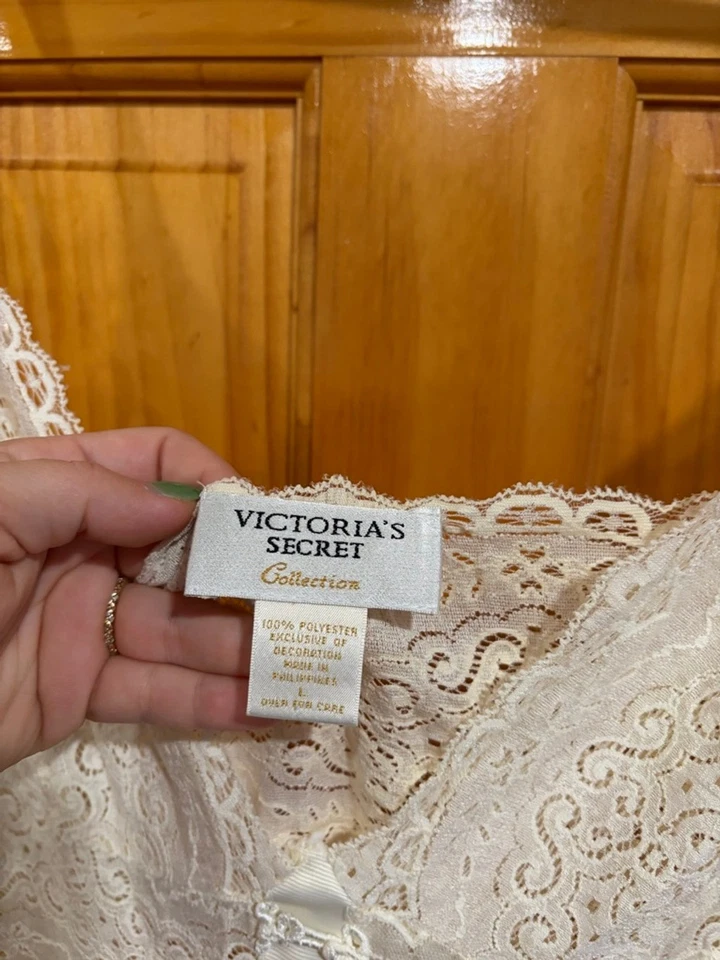 VICTORIA'S
SECRET
Collection
100% POLYESTER
EXCLUSIVE OF
DECORATION
MADE IN
PHILIPPINES
L
OVER FOR CARE